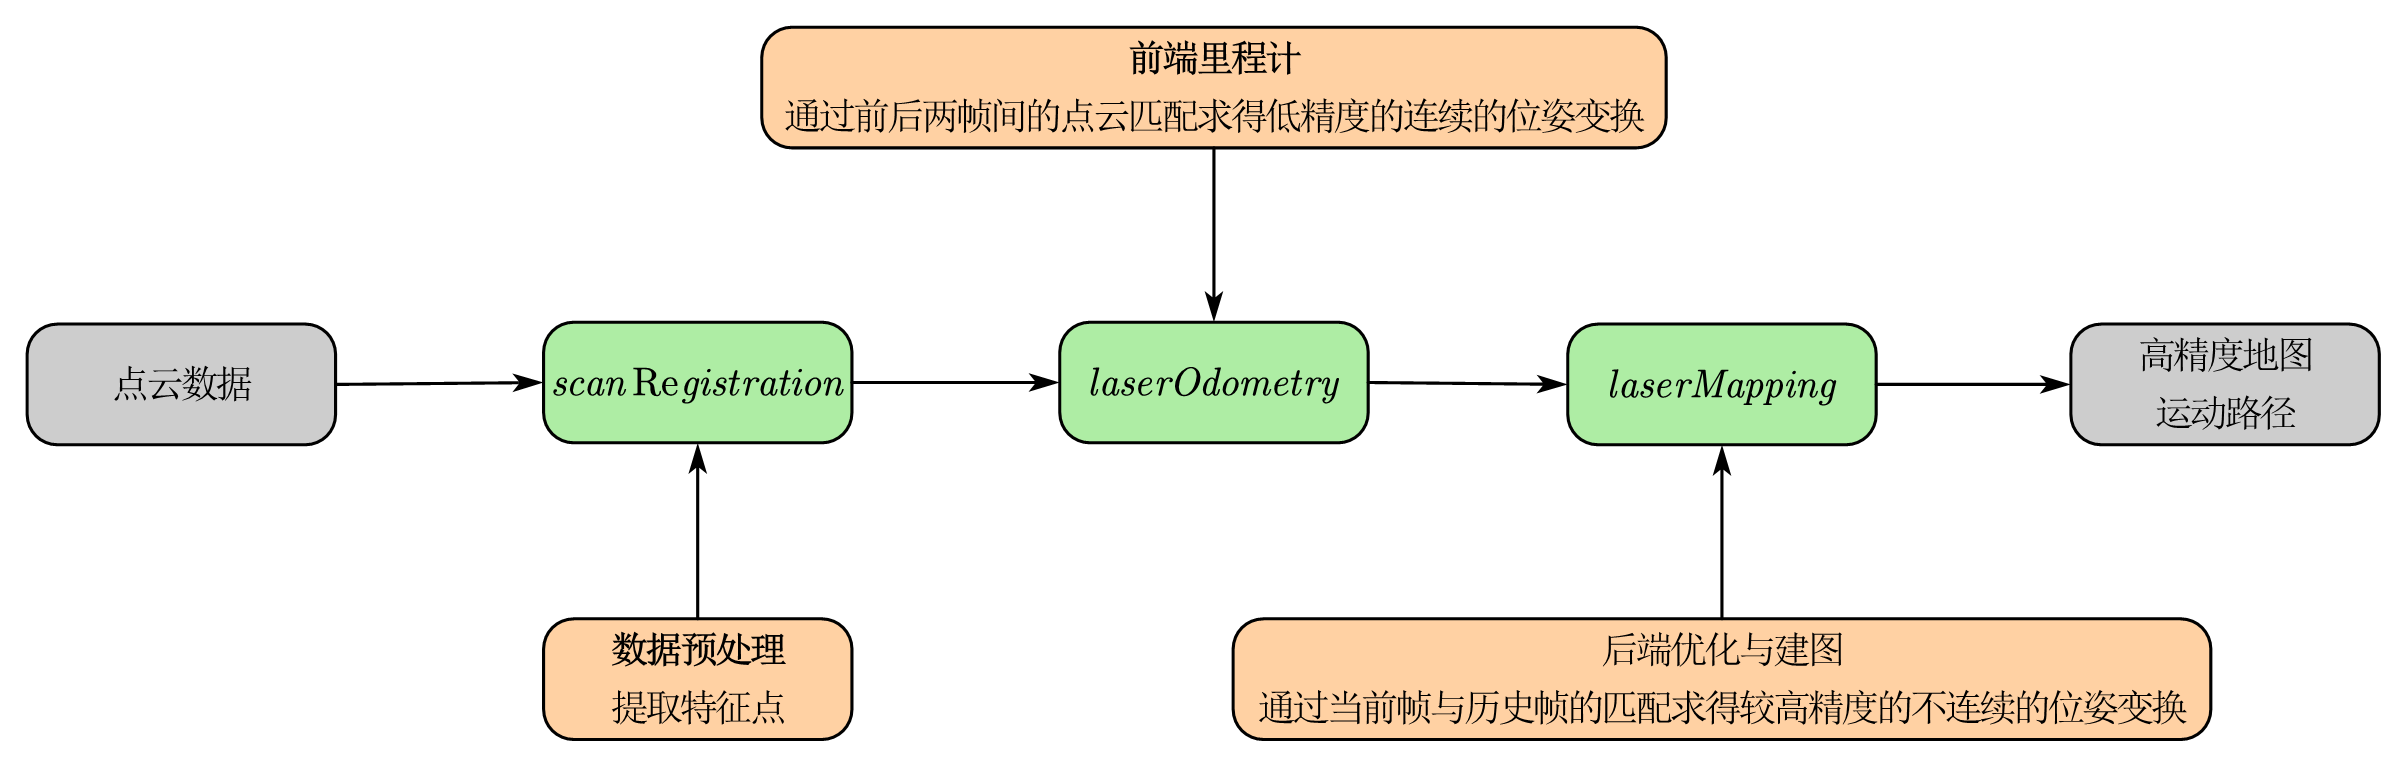 前端里程计
通过前后两帧间的点云匹配求得低精度的连续的位姿变换
点云数据
scan Registration
laserOdometry
laserMapping
高精度地图
运动路径
数据预处理
提取特征点
后端优化与建图
通过当前帧与历史帧的匹配求得较高精度的不连续的位姿变换